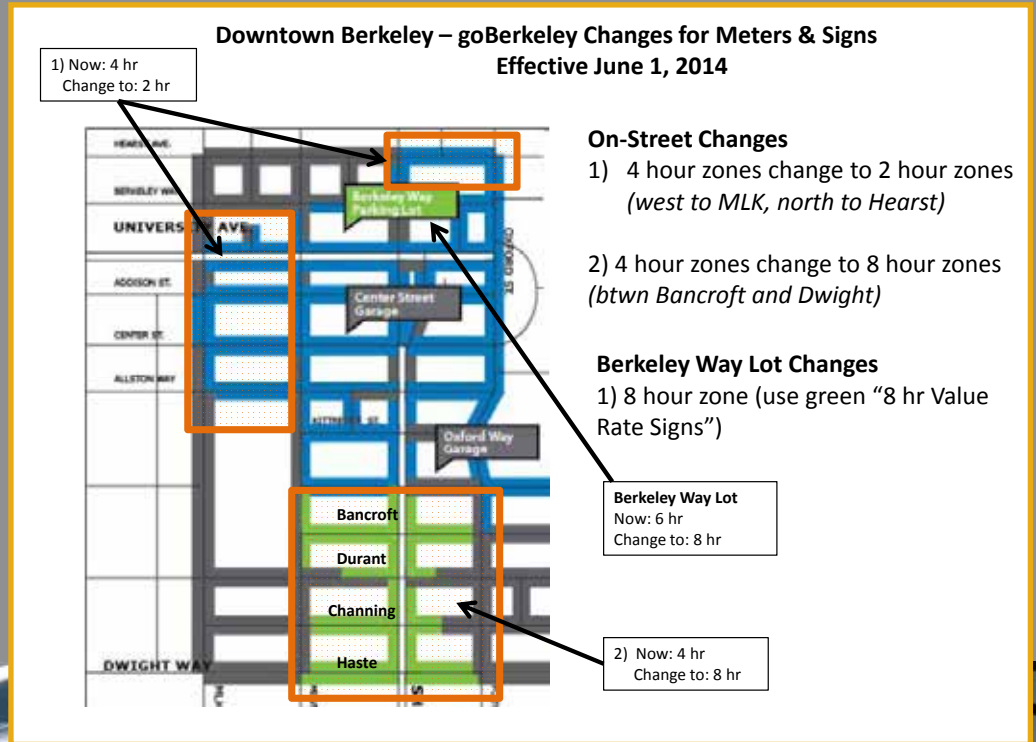 Downtown Berkeley – goBerkeley Changes for Meters & Signs
Effective June 1, 2014
1) Now: 4 hr
Change to: 2 hr
On-Street Changes
1) 4 hour zones change to 2 hour zones
(west to MLK, north to Hearst)
2) 4 hour zones change to 8 hour zones
(btwn Bancroft and Dwight)
Berkeley Way Lot Changes
1) 8 hour zone (use green “8 hr Value
Rate Signs”)
Berkeley Way Lot
Now: 6 hr
Change to: 8 hr
2) Now: 4 hr
Change to: 8 hr
HEARST AVE.
BERKELEY WAY
Berkeley Way
Parking Lot
UNIVERSITY AVE.
OXFORD ST
ADDISON ST.
Center Street
Garage
CENTER ST.
ALLSTON WAY
Oxford Way
Garage
Bancroft
Durant
Channing
Haste
DWIGHT WAY